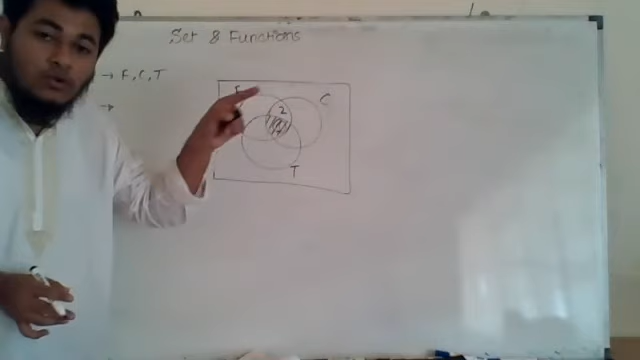 Set & Functions
→ F, C, T
→
F
C
2
T